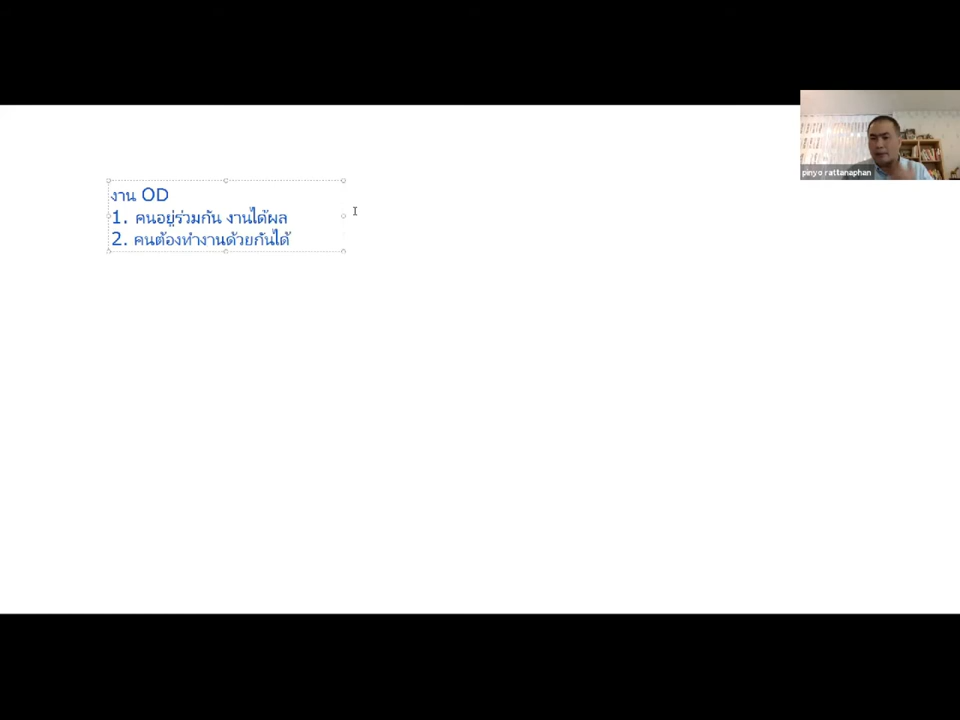 งาน OD
1. คนอยู่ร่วมกัน งานได้ผล
2. คนต้องทำงานด้วยกันได้
pinyo rattanaphan